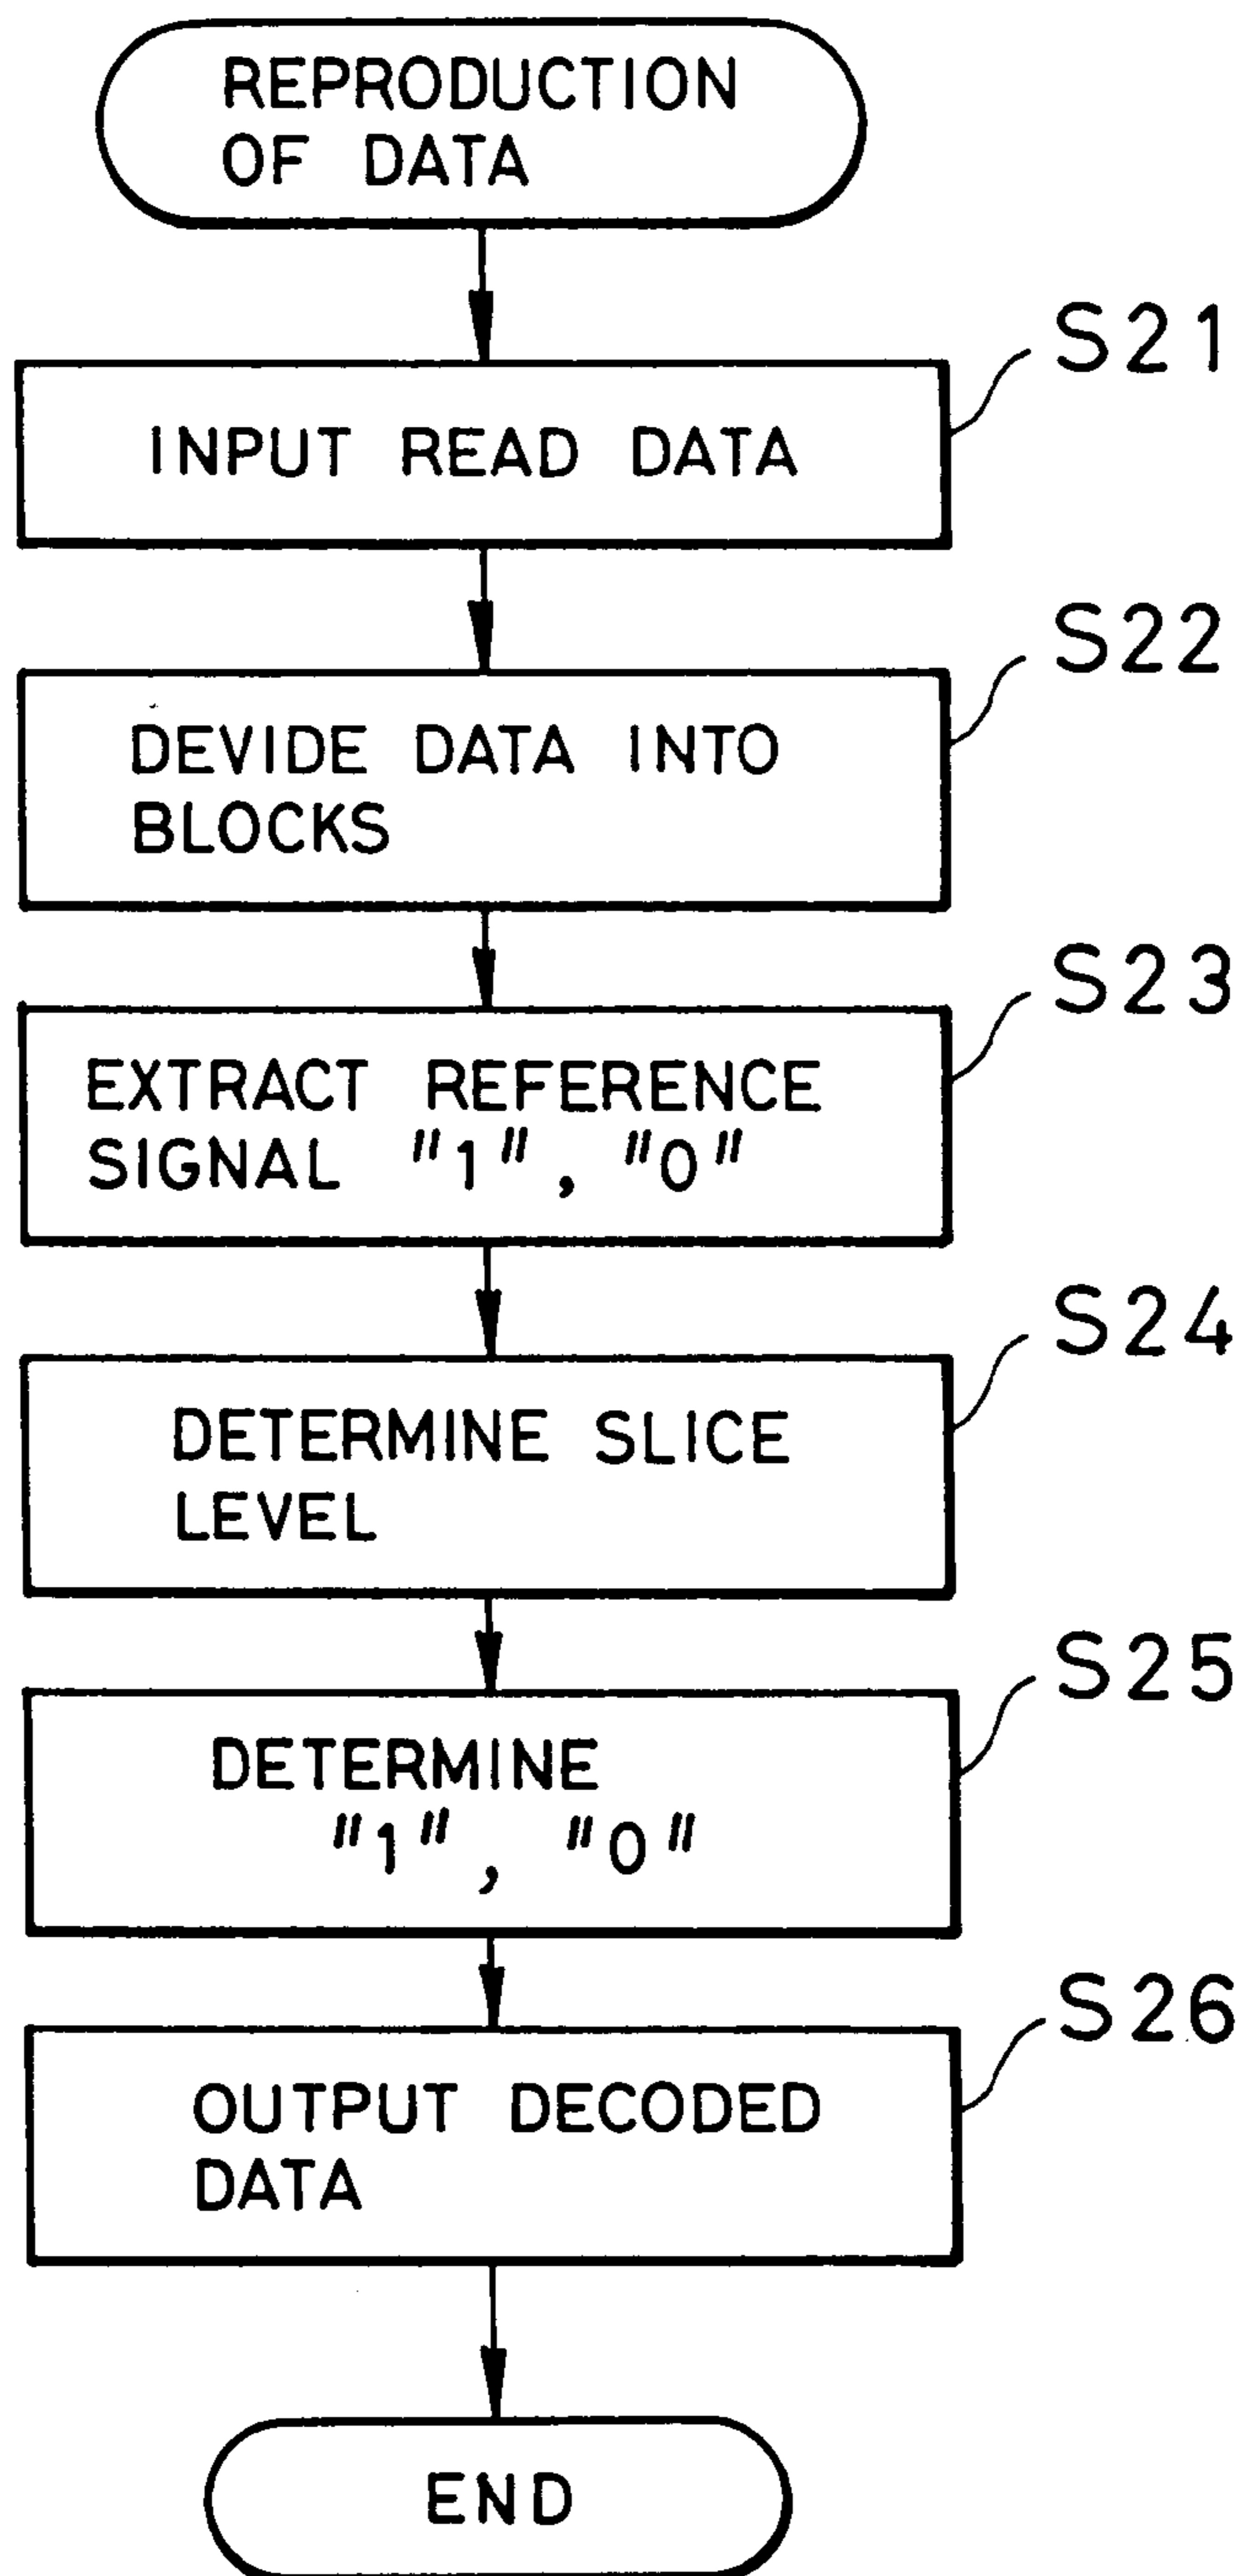 REPRODUCTION
OF DATA
S21
INPUT READ DATA
S22
DEVIDE DATA INTO
BLOCKS
S23
EXTRACT REFERENCE
SIGNAL "1", "0"
S24
DETERMINE SLICE
LEVEL
S25
DETERMINE
"1", "0"
S26
OUTPUT DECODED
DATA
END